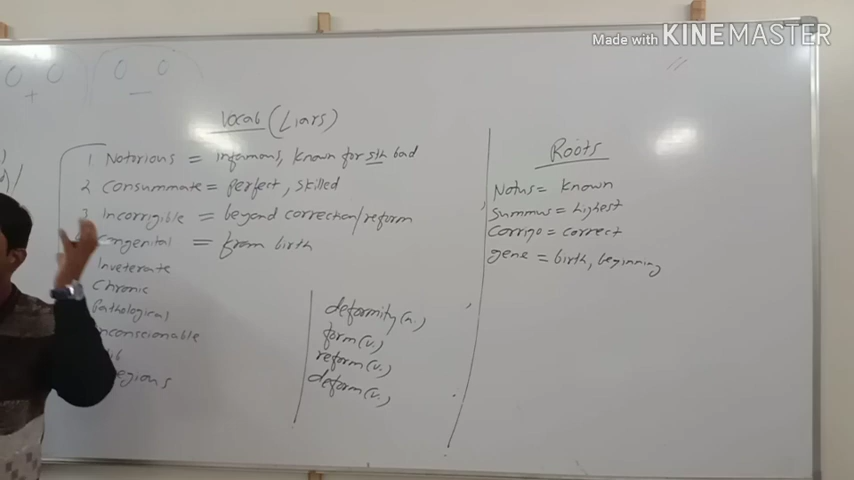 Made with KINEMASTER
Vocab (Liars)
1 Notorious = infamous, known for sth bad
2 Consummate = perfect, skilled
3 Incorrigible = beyond correction/reform
Congenital = from birth
Inveterate
Chronic
Pathological
nconscionable
egious
deformity (n.)
form (v.)
reform (v.)
deform (v.)
Roots
Notus = known
Summus = highest
Corrigo = correct
gene = birth, beginning